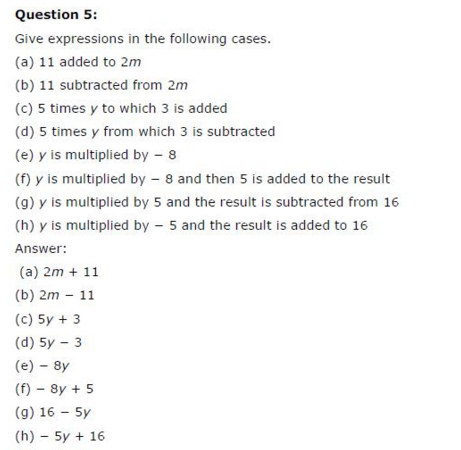 Question 5:
Give expressions in the following cases.
(a) 11 added to 2m
(b) 11 subtracted from 2m
(c) 5 times y to which 3 is added
(d) 5 times y from which 3 is subtracted
(e) y is multiplied by − 8
(f) y is multiplied by − 8 and then 5 is added to the result
(g) y is multiplied by 5 and the result is subtracted from 16
(h) y is multiplied by − 5 and the result is added to 16
Answer:
(a) 2m + 11
(b) 2m − 11
(c) 5y + 3
(d) 5y − 3
(e) − 8y
(f) − 8y + 5
(g) 16 − 5y
(h) − 5y + 16